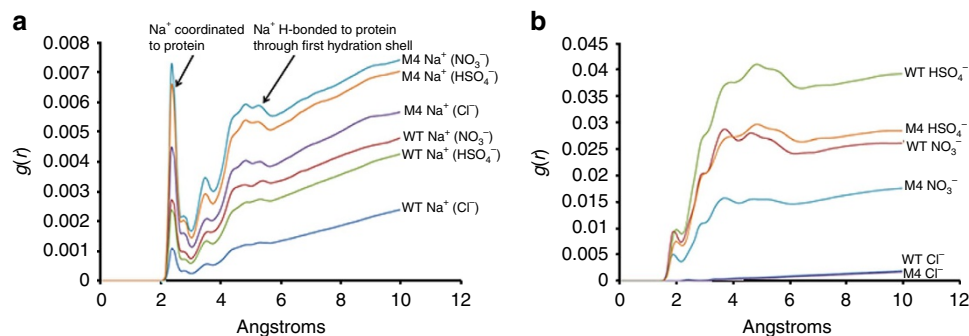 a
Na⁺ coordinated
to protein
Na⁺ H-bonded to protein
through first hydration shell
g(r)
0.008
0.007
0.006
0.005
0.004
0.003
0.002
0.001
0
M4 Na⁺ (NO₃⁻)
M4 Na⁺ (HSO₄⁻)
M4 Na⁺ (Cl⁻)
WT Na⁺ (NO₃⁻)
WT Na⁺ (HSO₄⁻)
WT Na⁺ (Cl⁻)
0 2 4 6 8 10 12
Angstroms
b
g(r)
0.045
0.04
0.035
0.03
0.025
0.02
0.015
0.01
0.005
0
WT HSO₄⁻
M4 HSO₄⁻
WT NO₃⁻
M4 NO₃⁻
WT Cl⁻
M4 Cl⁻
0 2 4 6 8 10 12
Angstroms